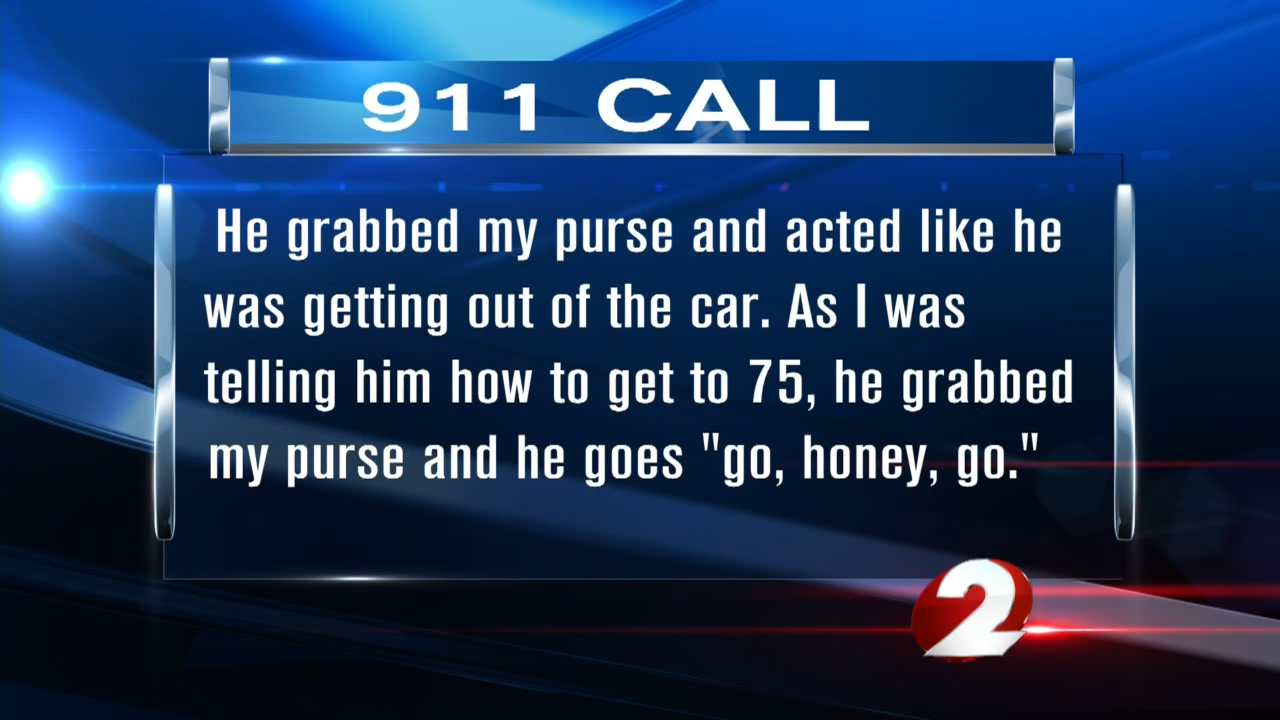 911 CALL
He grabbed my purse and acted like he
was getting out of the car. As I was
telling him how to get to 75, he grabbed
my purse and he goes "go, honey, go."
2